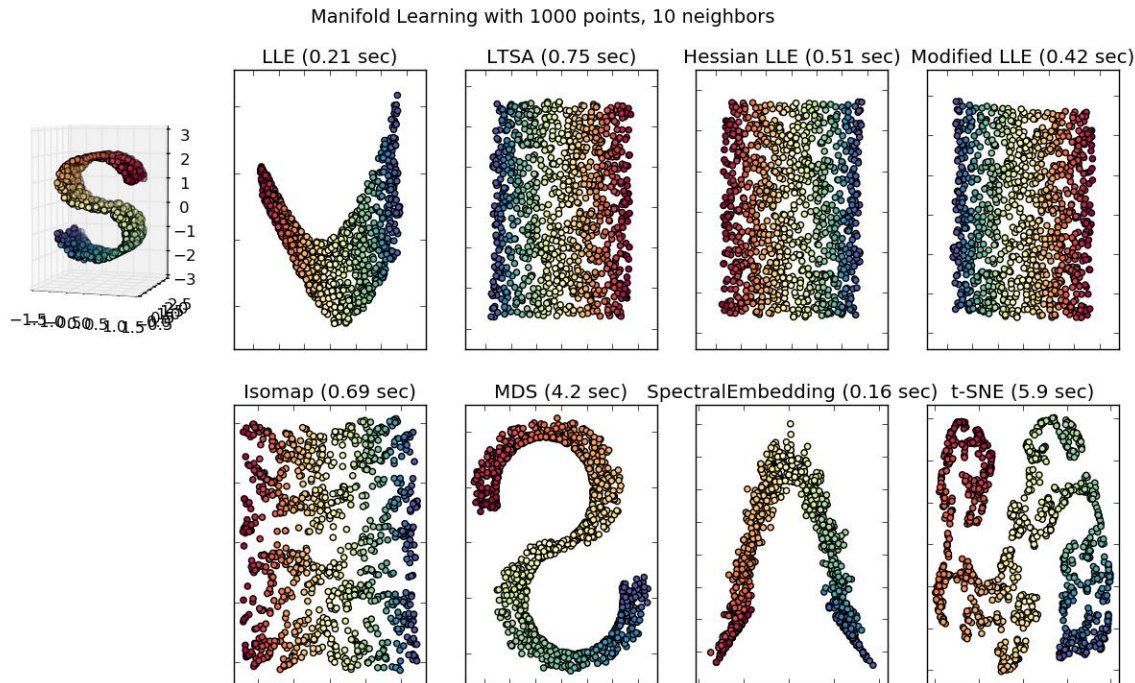 Manifold Learning with 1000 points, 10 neighbors
LLE (0.21 sec)
LTSA (0.75 sec)
Hessian LLE (0.51 sec)
Modified LLE (0.42 sec)
3
2
1
0
−1
−2
−3
Isomap (0.69 sec)
MDS (4.2 sec)
SpectralEmbedding (0.16 sec)
t-SNE (5.9 sec)